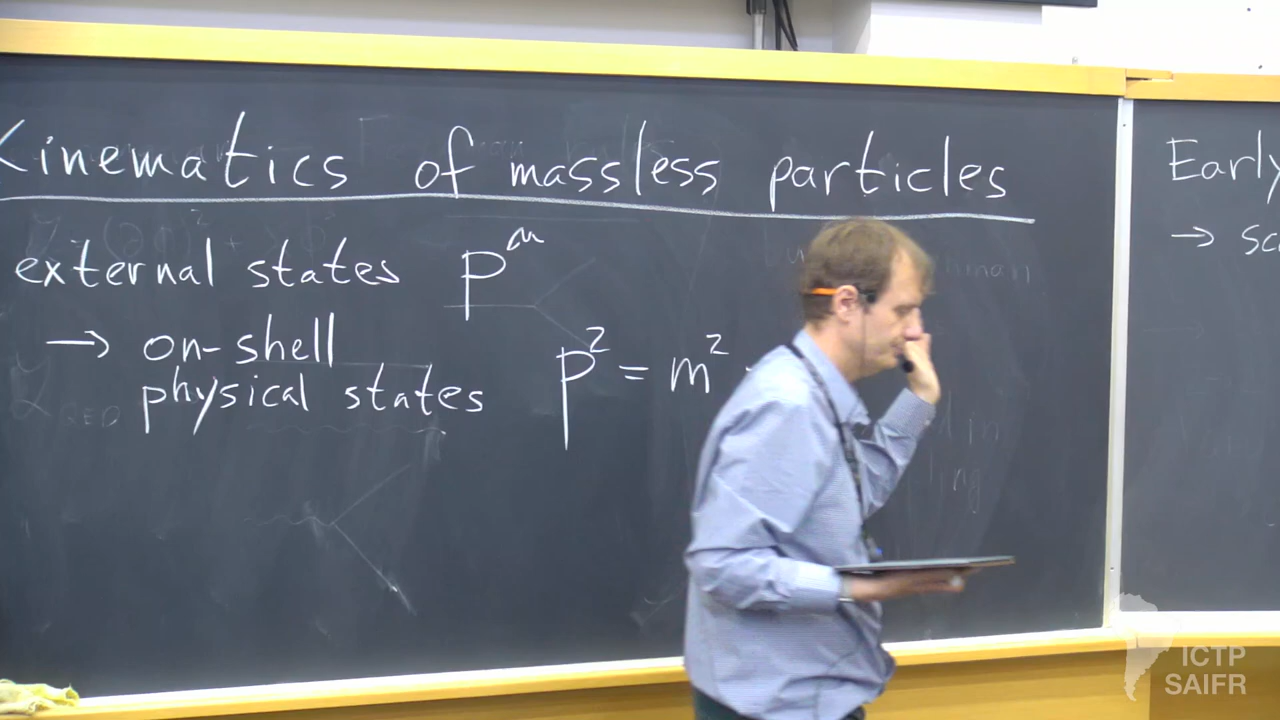 Kinematics of massless particles
external states p^μ
→ on-shell
physical states
p² = m²
Early
→ sc
ICTP
SAIFR